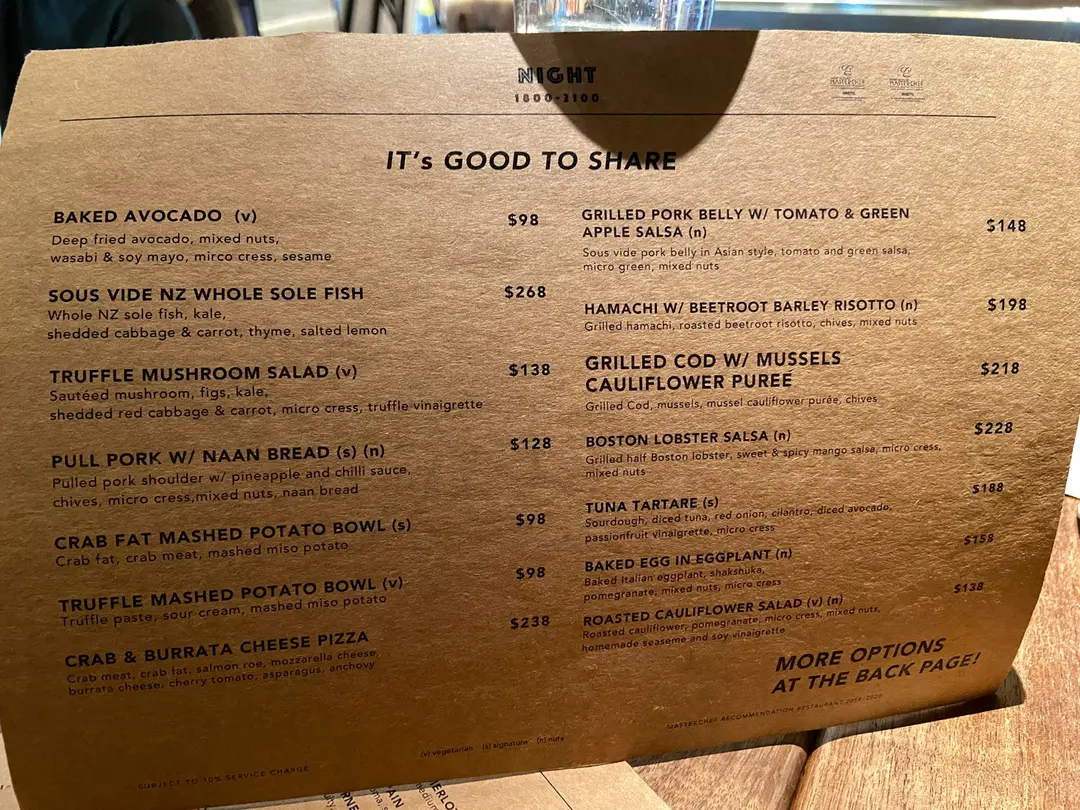 NIGHT
1800-2100
MASTERCHEF
MASTERCHEF
IT's GOOD TO SHARE
BAKED AVOCADO (v)
$98
Deep fried avocado, mixed nuts,
wasabi & soy mayo, mirco cress, sesame
SOUS VIDE NZ WHOLE SOLE FISH
$268
Whole NZ sole fish, kale,
shedded cabbage & carrot, thyme, salted lemon
TRUFFLE MUSHROOM SALAD (v)
$138
Sautéed mushroom, figs, kale,
shedded red cabbage & carrot, micro cress, truffle vinaigrette
PULL PORK W/ NAAN BREAD (s) (n)
$128
Pulled pork shoulder w/ pineapple and chilli sauce,
chives, micro cress,mixed nuts, naan bread
CRAB FAT MASHED POTATO BOWL (s)
$98
Crab fat, crab meat, mashed miso potato
TRUFFLE MASHED POTATO BOWL (v)
$98
Truffle paste, sour cream, mashed miso potato
CRAB & BURRATA CHEESE PIZZA
$238
Crab meat, crab fat, salmon roe, mozzarella cheese,
burrata cheese, cherry tomato, asparagus, anchovy
GRILLED PORK BELLY W/ TOMATO & GREEN
APPLE SALSA (n)
$148
Sous vide pork belly in Asian style, tomato and green salsa,
micro green, mixed nuts
HAMACHI W/ BEETROOT BARLEY RISOTTO (n)
$198
Grilled hamachi, roasted beetroot risotto, chives, mixed nuts
GRILLED COD W/ MUSSELS
CAULIFLOWER PUREÉ
$218
Grilled Cod, mussels, mussel cauliflower purée, chives
BOSTON LOBSTER SALSA (n)
$228
Grilled half Boston lobster, sweet & spicy mango salsa, micro cress,
mixed nuts
TUNA TARTARE (s)
$188
Sourdough, diced tuna, red onion, cilantro, diced avocado,
passionfruit vinaigrette, micro cress
BAKED EGG IN EGGPLANT (n)
$158
Baked Italian eggplant, shakshuka,
pomegranate, mixed nuts, micro cress
ROASTED CAULIFLOWER SALAD (v) (n)
$138
Roasted cauliflower, pomegranate, micro cress, mixed nuts,
homemade seaseme and soy vinaigrette
MORE OPTIONS
AT THE BACK PAGE!
MASTERCHEF RECOMMENDATION RESTAURANT 2019-2020
(v) vegetarian (s) signature (n) nuts
SUBJECT TO 10% SERVICE CHARGE